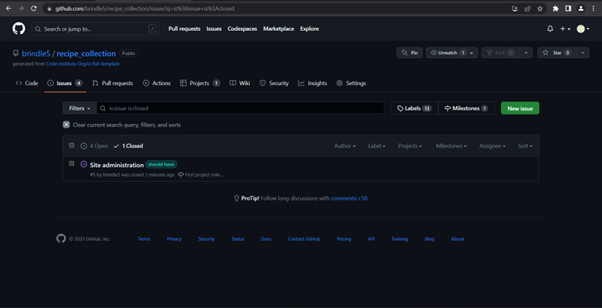 github.com/brindle5/recipe_collection/issues?q=is%3Aissue+is%3Aclosed
Search or jump to... / Pull requests Issues Codespaces Marketplace Explore
brindle5 / recipe_collection Public Pin Unwatch 1 Fork Star 0
generated from Code-Institute-Org/ci-full-template
Code Issues 4 Pull requests Actions Projects 1 Wiki Security Insights Settings
Filters is:issue is:closed Labels 13 Milestones 1 New issue
Clear current search query, filters, and sorts
4 Open 1 Closed Author Label Projects Milestones Assignee Sort
Site administration should have
#5 by brindle5 was closed 2 minutes ago First project mile...
ProTip! Follow long discussions with comments:>50.
© 2023 GitHub, Inc. Terms Privacy Security Status Docs Contact GitHub Pricing API Training Blog About